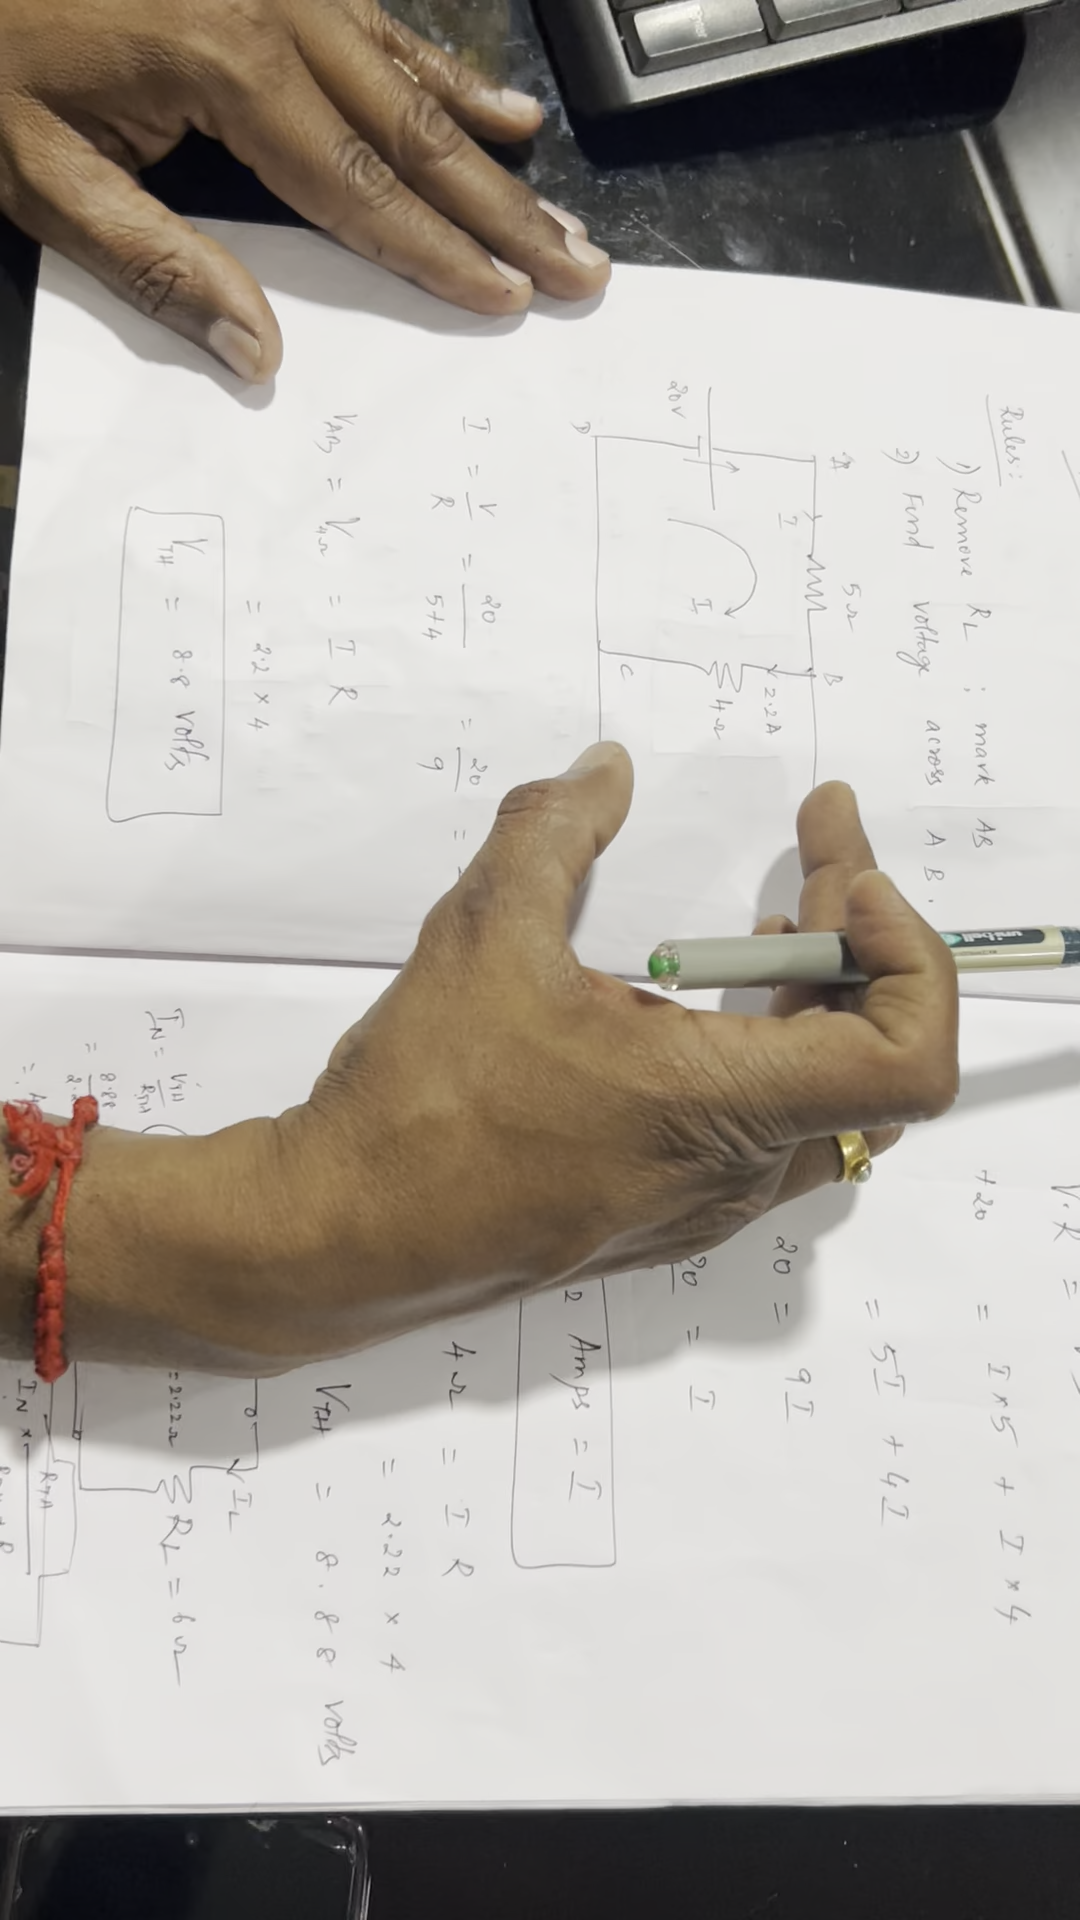 Rules:
1) Remove RL ; mark AB
2) Find voltage across A B.
A
I
5Ω
B
20V
I
2.2A
4Ω
D
C
I = V/R = 20/5+4 = 20/9 =
VAB = V4Ω = I R
= 2.2 × 4
VTH = 8.8 volts
uniball
+20 = I×5 + I×4
= 5I + 4I
20 = 9I
20 = I
2 Amps = I
4Ω = I R
= 2.22 × 4
VTH = 8.88 volts
IN = VTH/RTH
= 8.88
=2.22Ω
IL
RL = 6Ω
IN × RTH